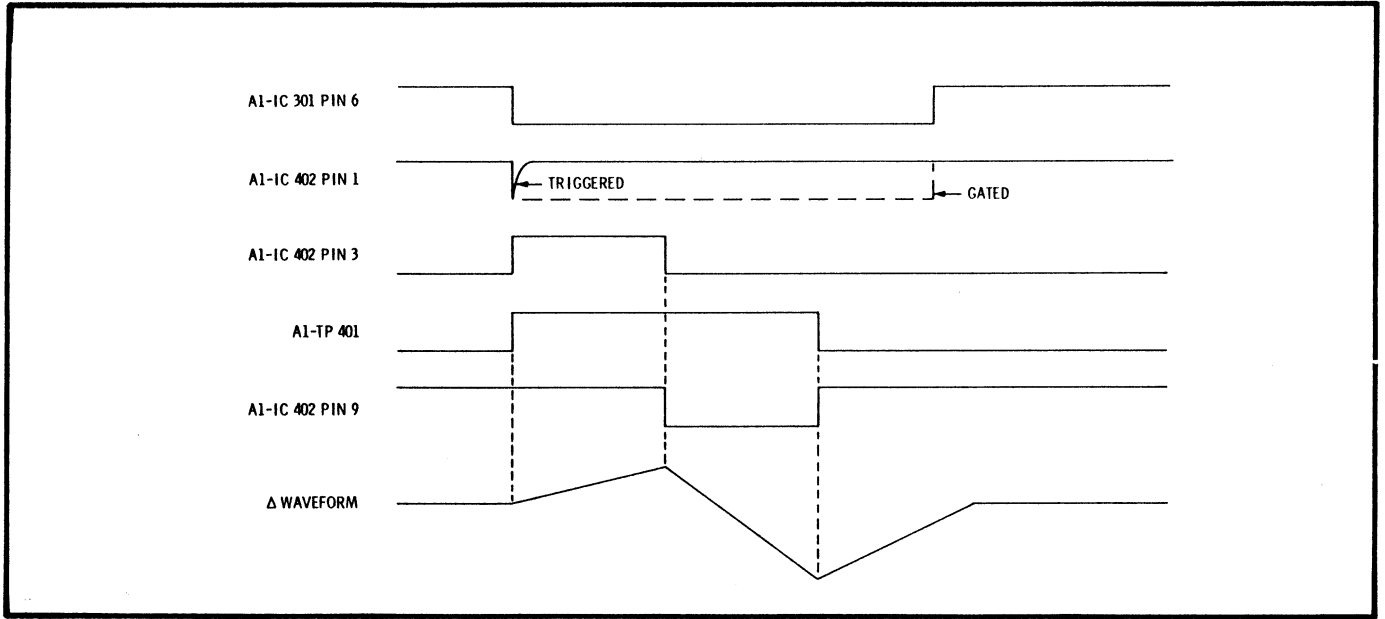 A1-IC 301 PIN 6
A1-IC 402 PIN 1
TRIGGERED
GATED
A1-IC 402 PIN 3
A1-TP 401
A1-IC 402 PIN 9
Δ WAVEFORM